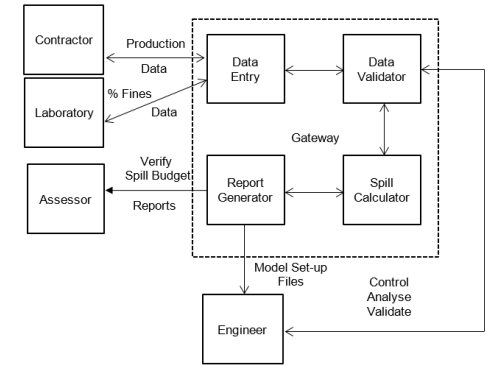 Contractor
Production
Data
Data
Entry
Data
Validator
Laboratory
% Fines
Data
Gateway
Assessor
Verify
Spill Budget
Reports
Report
Generator
Spill
Calculator
Model Set-up
Files
Control
Analyse
Validate
Engineer